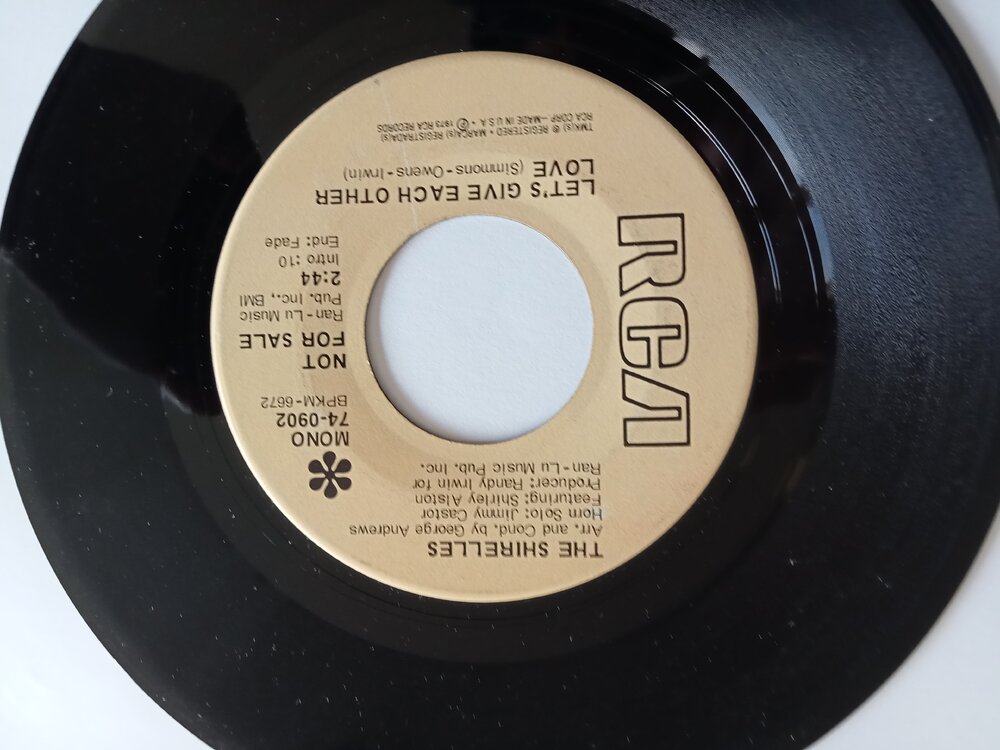 RCA
LET'S GIVE EACH OTHER
LOVE (Simmons-Owens-Irwin)
MONO
74-0902
BPKM-6672
NOT
FOR SALE
Ran-Lu Music
Pub. Inc., BMI
2:44
Intro :10
End: Fade
THE SHIRELLES
Arr. and Cond. by George Andrews
Horn Solo: Jimmy Castor
Featuring: Shirley Alston
Producer: Randy Irwin for
Ran-Lu Music Pub. Inc.
TMK(s) ® REGISTERED • MARCA(s) REGISTRADA(s)
RCA CORP—MADE IN U.S.A. • ℗ 1973 RCA RECORDS